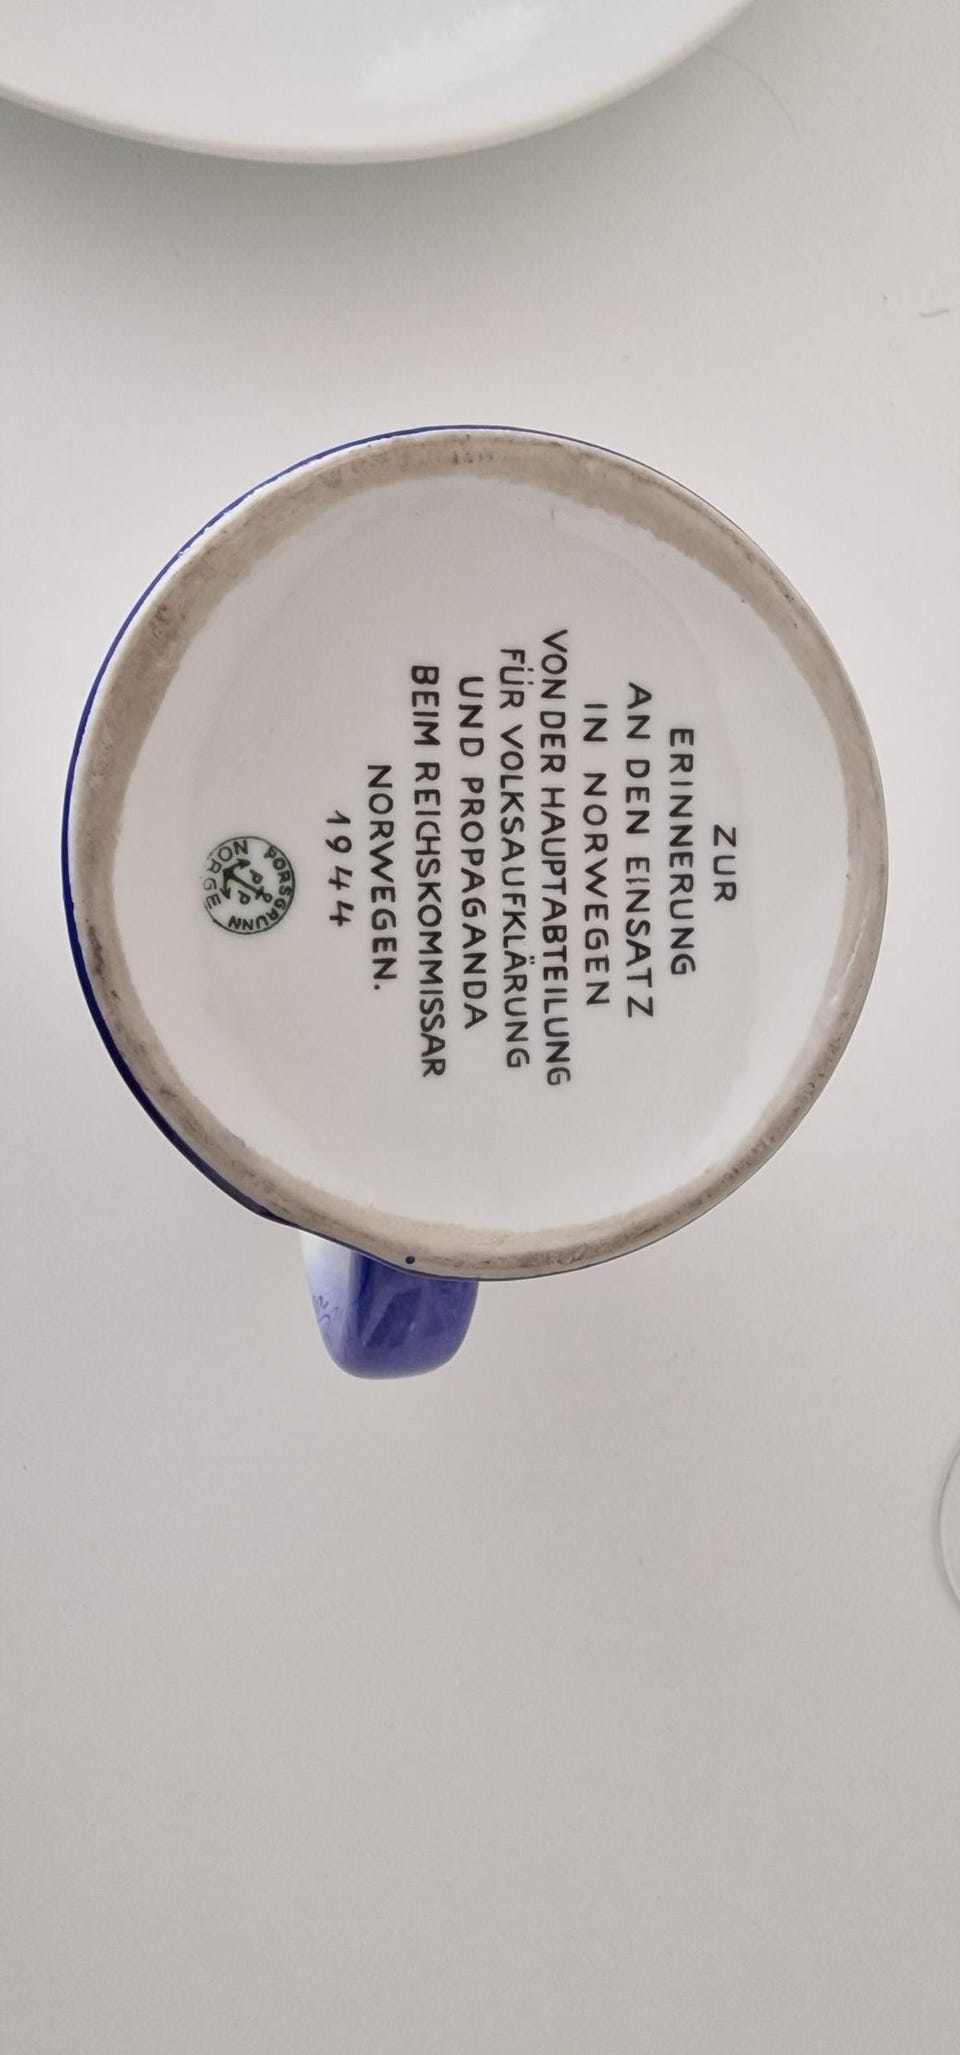 ZUR
ERINNERUNG
AN DEN EINSATZ
IN NORWEGEN
VON DER HAUPTABTEILUNG
FÜR VOLKSAUFKLÄRUNG
UND PROPAGANDA
BEIM REICHSKOMMISSAR
NORWEGEN.
1944
PORSGRUNN
NORGE
P P